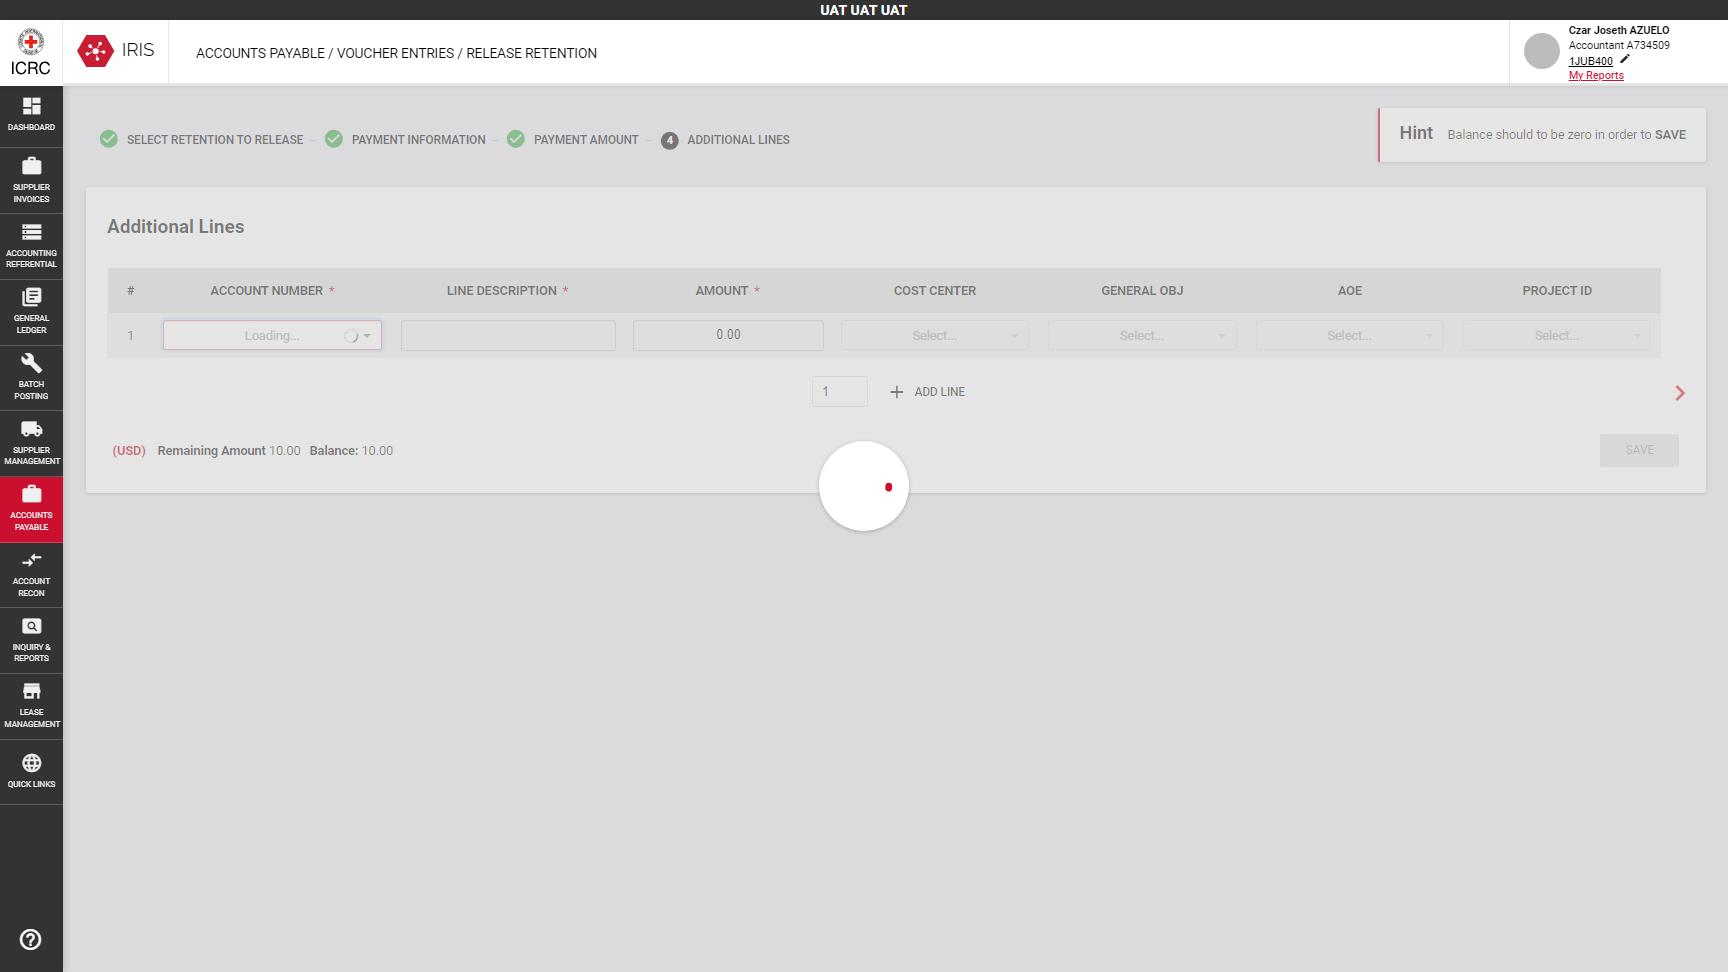 UAT UAT UAT
ICRC
IRIS
ACCOUNTS PAYABLE / VOUCHER ENTRIES / RELEASE RETENTION
Czar Joseth AZUELO
Accountant A734509
1JUB400
My Reports
DASHBOARD
SUPPLIER
INVOICES
ACCOUNTING
REFERENTIAL
GENERAL
LEDGER
BATCH
POSTING
SUPPLIER
MANAGEMENT
ACCOUNTS
PAYABLE
ACCOUNT
RECON
INQUIRY &
REPORTS
LEASE
MANAGEMENT
QUICK LINKS
SELECT RETENTION TO RELEASE
PAYMENT INFORMATION
PAYMENT AMOUNT
4 ADDITIONAL LINES
Hint Balance should to be zero in order to SAVE
Additional Lines
# ACCOUNT NUMBER * LINE DESCRIPTION * AMOUNT * COST CENTER GENERAL OBJ AOE PROJECT ID
1 Loading... 0.00 Select... Select... Select... Select...
1 ADD LINE
(USD) Remaining Amount 10.00 Balance: 10.00
SAVE